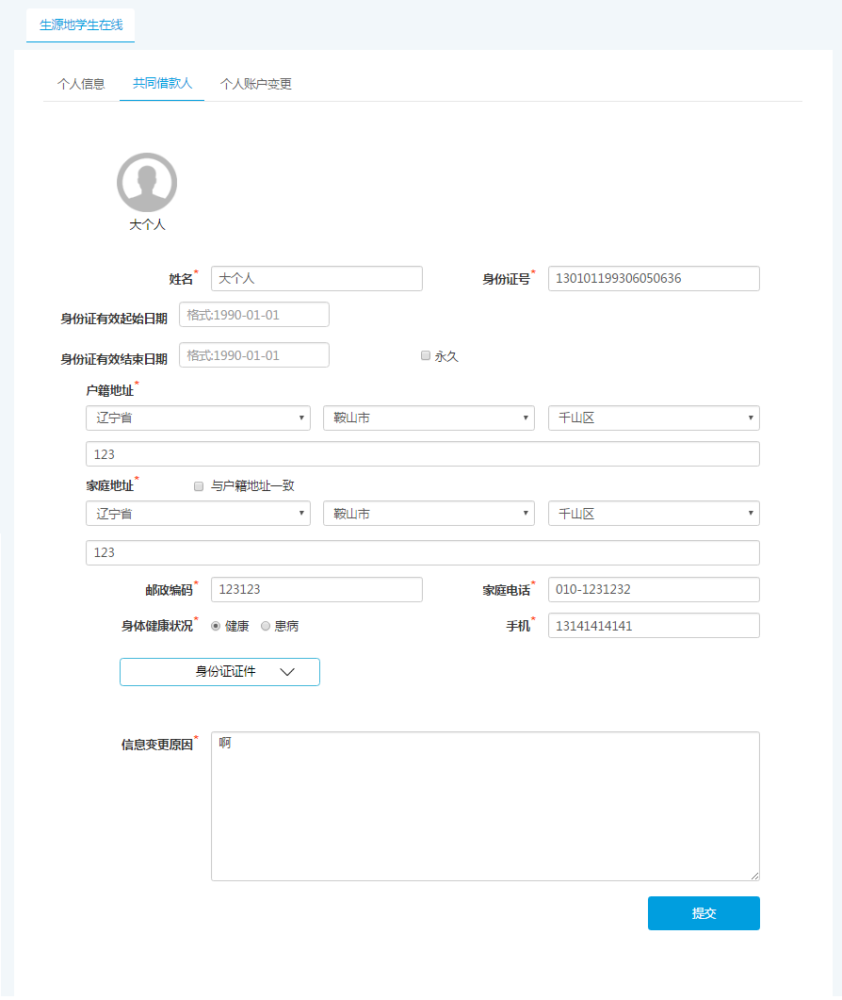 生源地学生在线
个人信息 共同借款人 个人账户变更
大个人
姓名* 大个人 身份证号* 130101199306050636
身份证有效起始日期 格式:1990-01-01
身份证有效结束日期 格式:1990-01-01 永久
户籍地址*
辽宁省 鞍山市 千山区
123
家庭地址* 与户籍地址一致
辽宁省 鞍山市 千山区
123
邮政编码* 123123 家庭电话* 010-1231232
身体健康状况* 健康 患病 手机* 13141414141
身份证证件
信息变更原因* 啊
提交